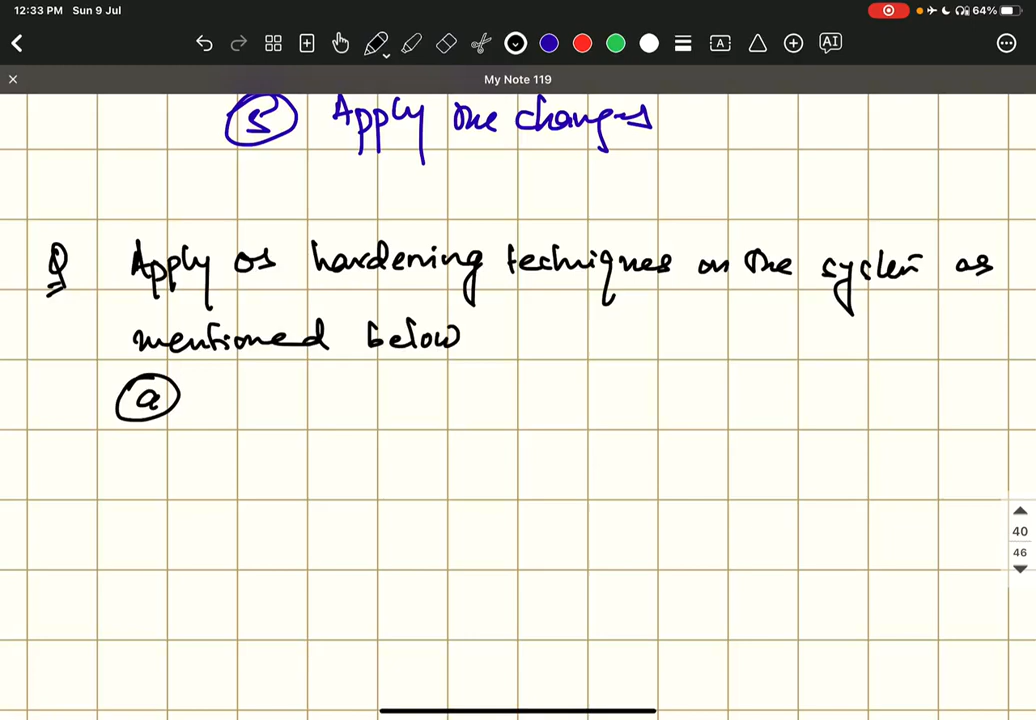 12:33 PM Sun 9 Jul 64%
A AI
My Note 119
5 Apply the changes
Q Apply os hardening techniques on the system as
mentioned below
a
40
46